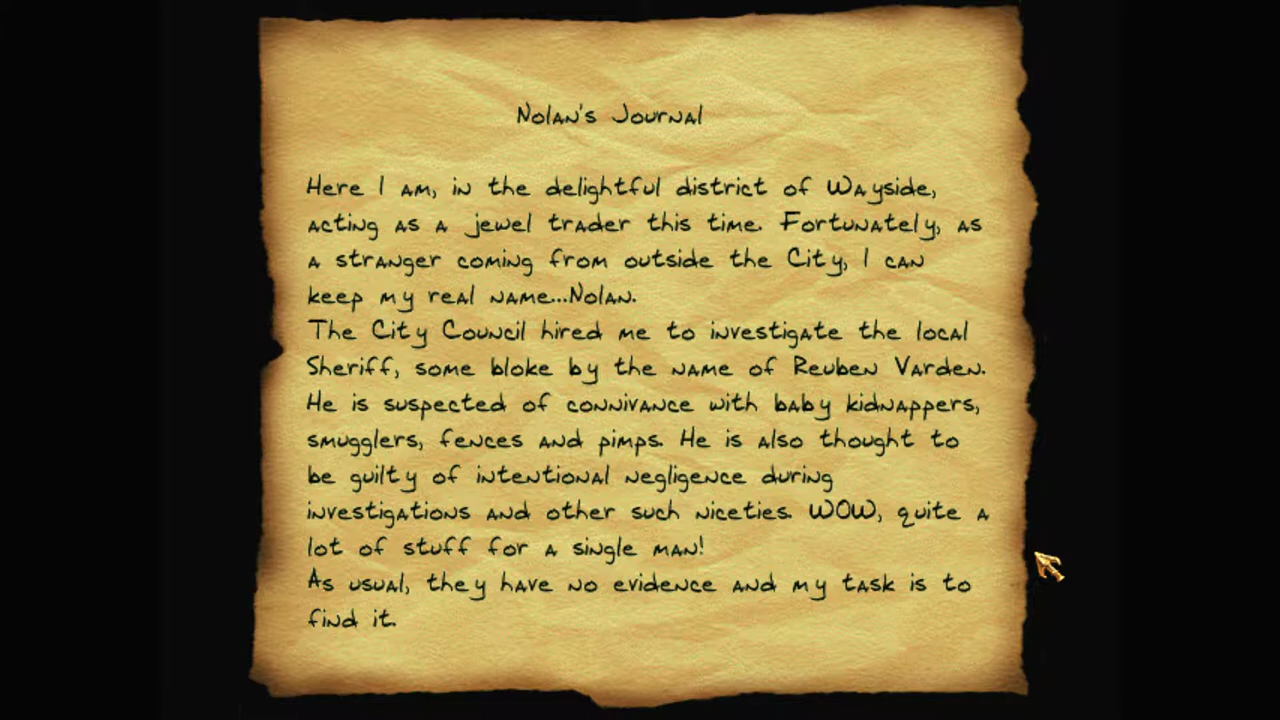 Nolan's Journal
Here I am, in the delightful district of Wayside,
acting as a jewel trader this time. Fortunately, as
a stranger coming from outside the City, I can
keep my real name...Nolan.
The City Council hired me to investigate the local
Sheriff, some bloke by the name of Reuben Varden.
He is suspected of connivance with baby kidnappers,
smugglers, fences and pimps. He is also thought to
be guilty of intentional negligence during
investigations and other such niceties. WOW, quite a
lot of stuff for a single man!
As usual, they have no evidence and my task is to
find it.